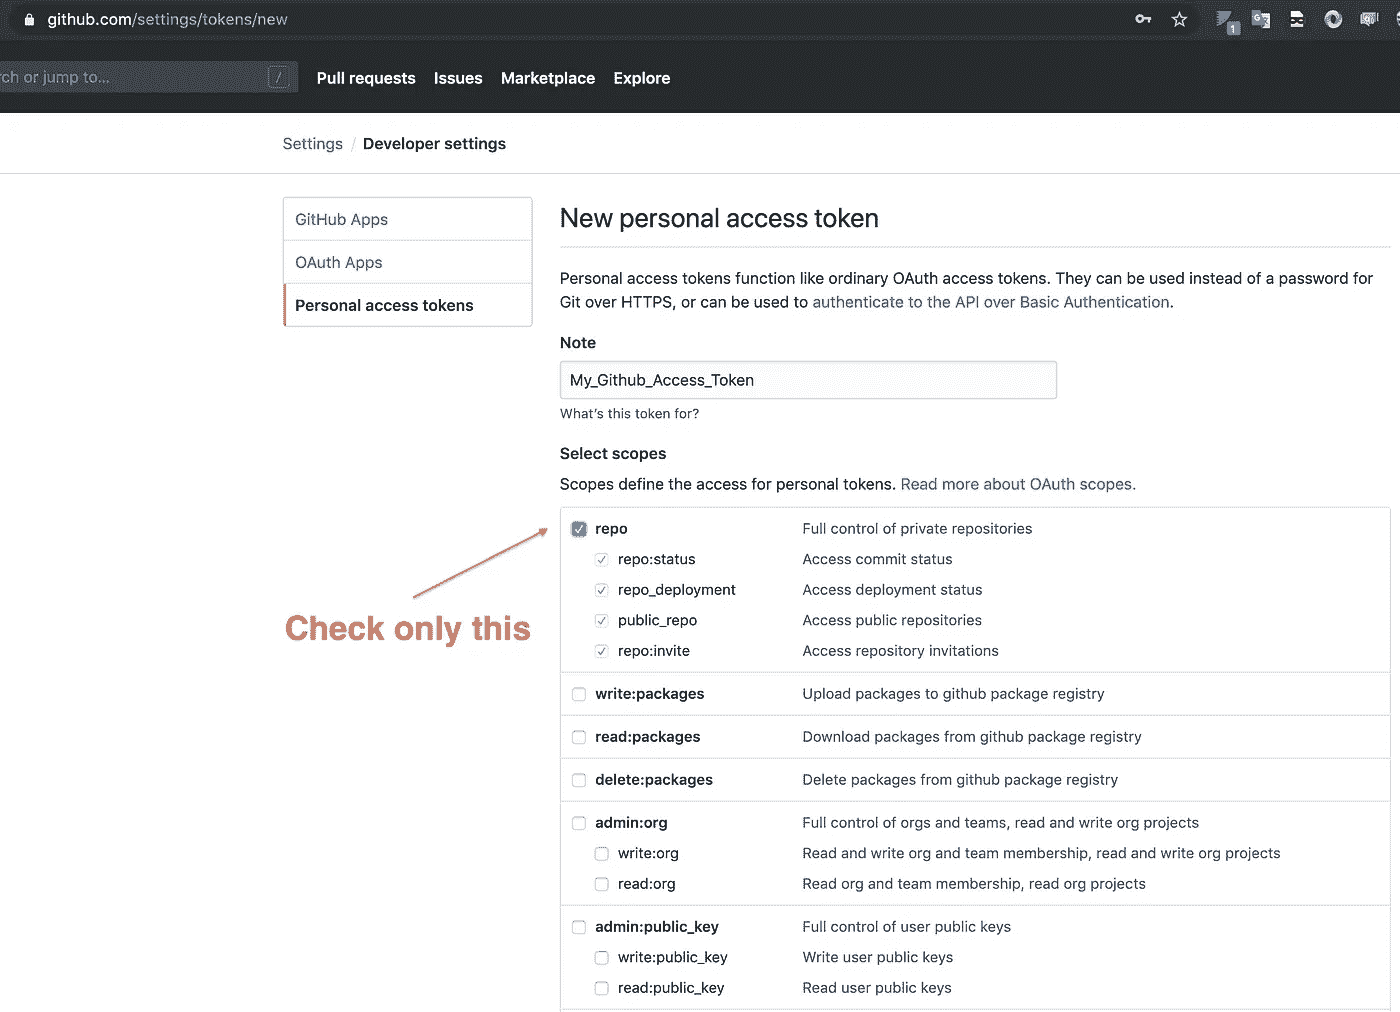 github.com/settings/tokens/new
1
ch or jump to...
/
Pull requests Issues Marketplace Explore
Settings / Developer settings
GitHub Apps
OAuth Apps
Personal access tokens
New personal access token
Personal access tokens function like ordinary OAuth access tokens. They can be used instead of a password for
Git over HTTPS, or can be used to authenticate to the API over Basic Authentication.
Note
My_Github_Access_Token
What's this token for?
Select scopes
Scopes define the access for personal tokens. Read more about OAuth scopes.
Check only this
repo Full control of private repositories
repo:status Access commit status
repo_deployment Access deployment status
public_repo Access public repositories
repo:invite Access repository invitations
write:packages Upload packages to github package registry
read:packages Download packages from github package registry
delete:packages Delete packages from github package registry
admin:org Full control of orgs and teams, read and write org projects
write:org Read and write org and team membership, read and write org projects
read:org Read org and team membership, read org projects
admin:public_key Full control of user public keys
write:public_key Write user public keys
read:public_key Read user public keys